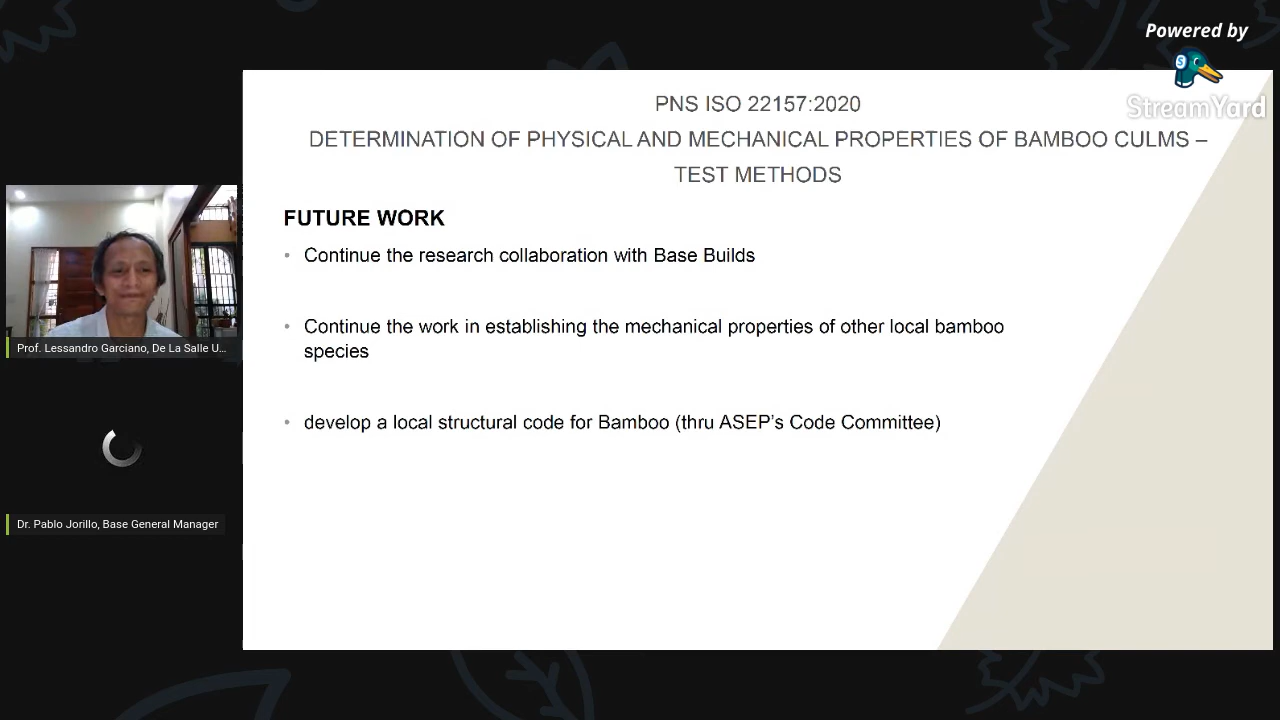 Powered by
StreamYard
PNS ISO 22157:2020
DETERMINATION OF PHYSICAL AND MECHANICAL PROPERTIES OF BAMBOO CULMS –
TEST METHODS
FUTURE WORK
• Continue the research collaboration with Base Builds
• Continue the work in establishing the mechanical properties of other local bamboo
species
• develop a local structural code for Bamboo (thru ASEP's Code Committee)
Prof. Lessandro Garciano, De La Salle U...
Dr. Pablo Jorillo, Base General Manager